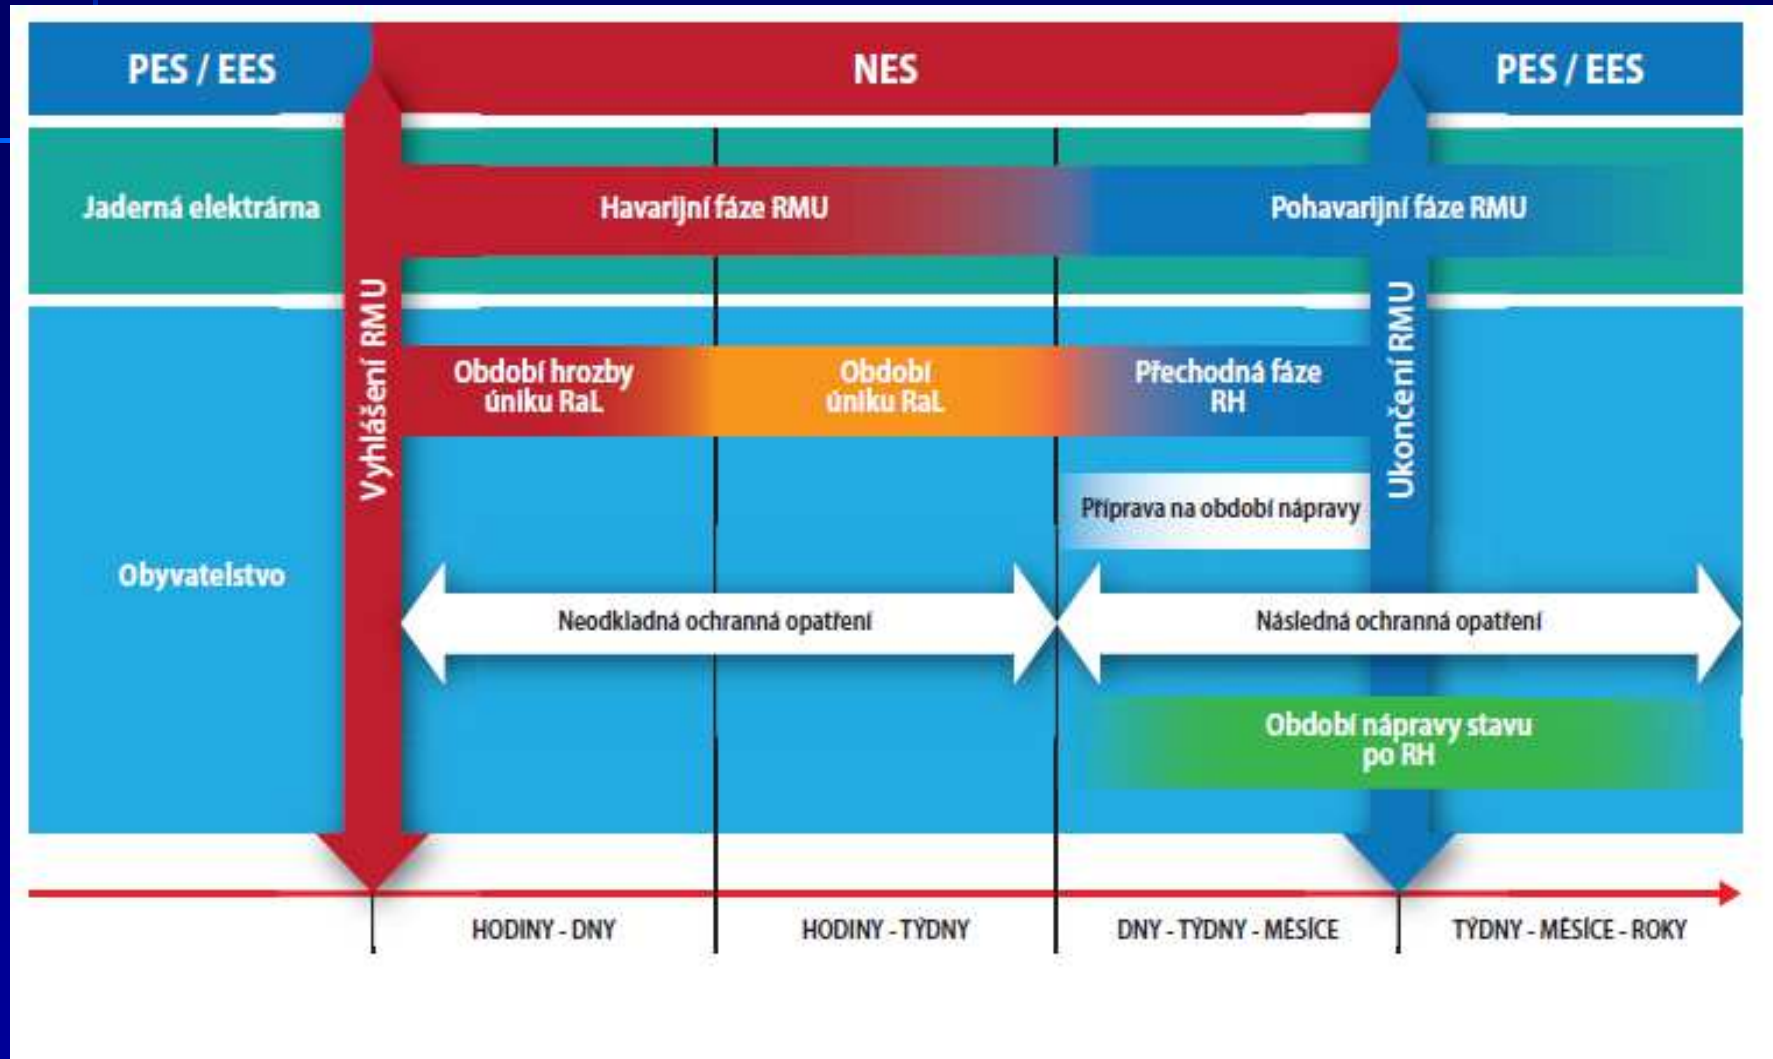 PES / EES
NES
PES / EES
Jaderná elektrárna
Havarijní fáze RMU
Pohavarijní fáze RMU
Vyhlášení RMU
Ukončení RMU
Období hrozby
úniku RaL
Období
úniku RaL
Přechodná fáze
RH
Příprava na období nápravy
Obyvatelstvo
Neodkladná ochranná opatření
Následná ochranná opatření
Období nápravy stavu
po RH
HODINY - DNY
HODINY - TÝDNY
DNY - TÝDNY - MĚSÍCE
TÝDNY - MĚSÍCE - ROKY